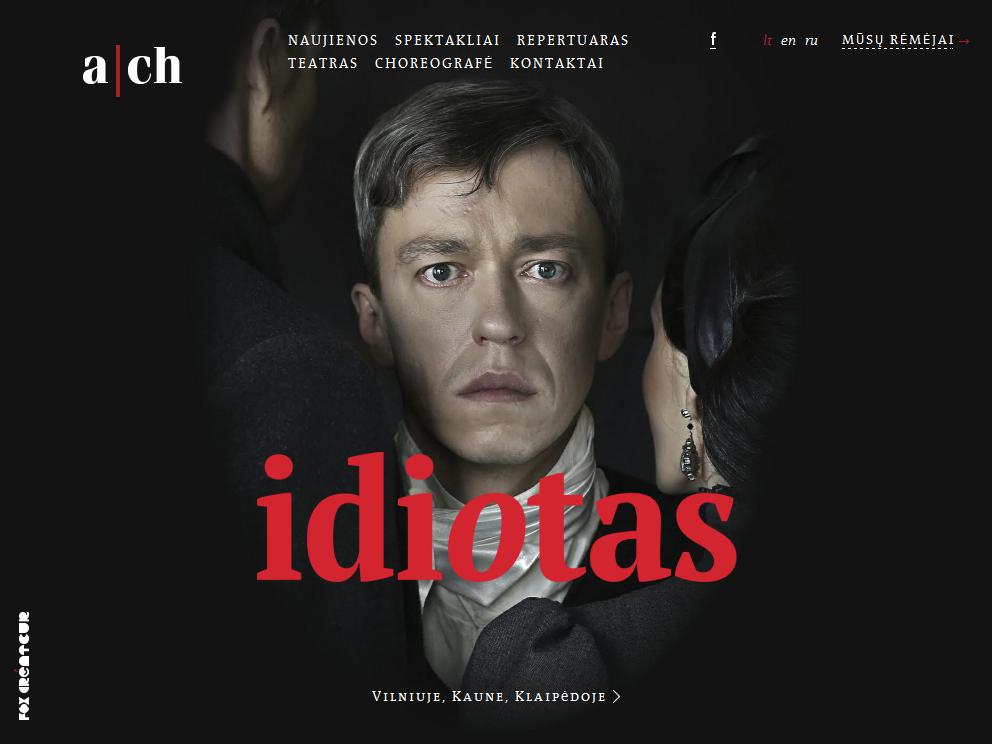 a|ch
NAUJIENOS SPEKTAKLIAI REPERTUARAS
TEATRAS CHOREOGRAFĖ KONTAKTAI
f
lt en ru
MŪSŲ RĖMĖJAI →
idiotas
VILNIUJE, KAUNE, KLAIPĖDOJE >
FOX CRÉATEUR